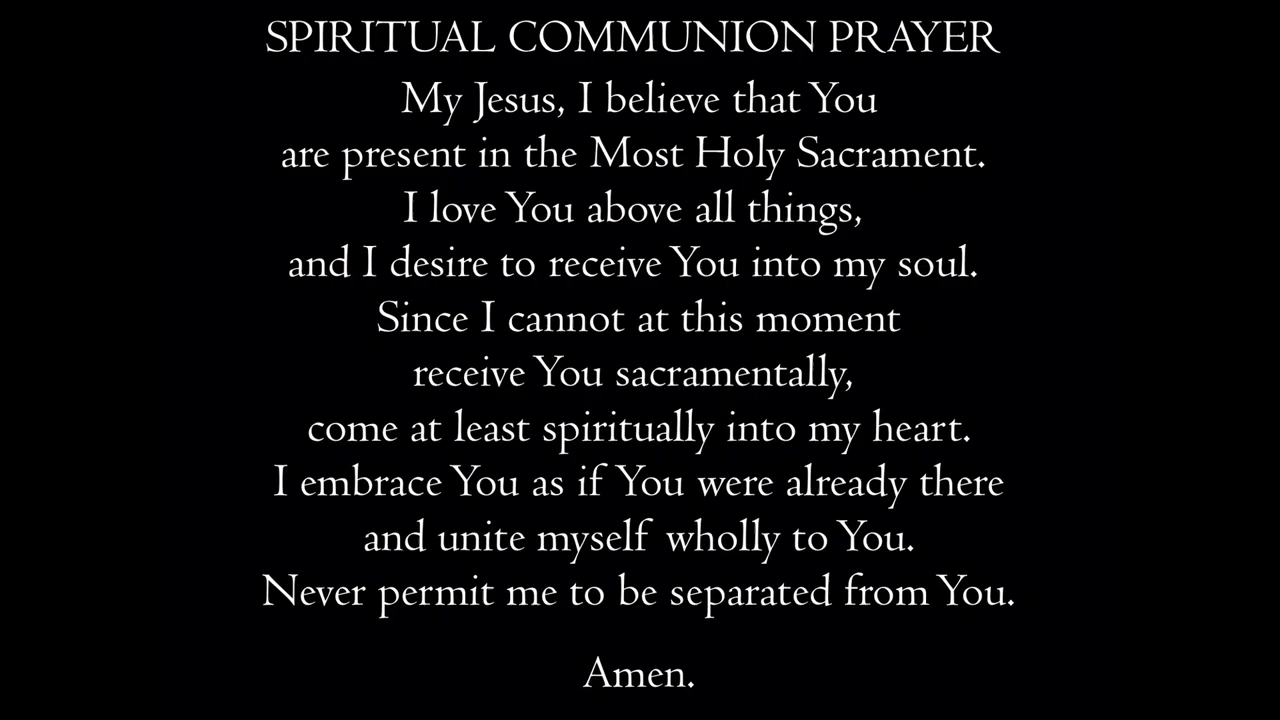 SPIRITUAL COMMUNION PRAYER
My Jesus, I believe that You
are present in the Most Holy Sacrament.
I love You above all things,
and I desire to receive You into my soul.
Since I cannot at this moment
receive You sacramentally,
come at least spiritually into my heart.
I embrace You as if You were already there
and unite myself wholly to You.
Never permit me to be separated from You.
Amen.